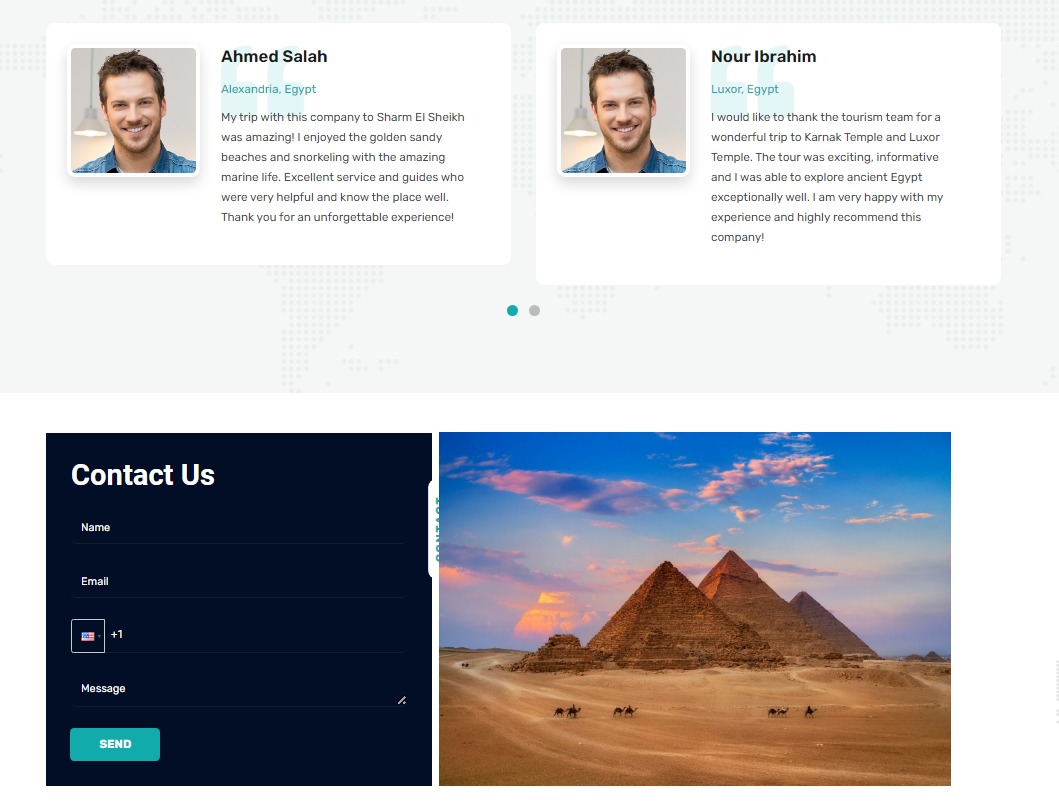 Ahmed Salah
Alexandria, Egypt
My trip with this company to Sharm El Sheikh
was amazing! I enjoyed the golden sandy
beaches and snorkeling with the amazing
marine life. Excellent service and guides who
were very helpful and know the place well.
Thank you for an unforgettable experience!
Nour Ibrahim
Luxor, Egypt
I would like to thank the tourism team for a
wonderful trip to Karnak Temple and Luxor
Temple. The tour was exciting, informative
and I was able to explore ancient Egypt
exceptionally well. I am very happy with my
experience and highly recommend this
company!
Contact Us
Name
Email
+1
Message
SEND
CONTACT